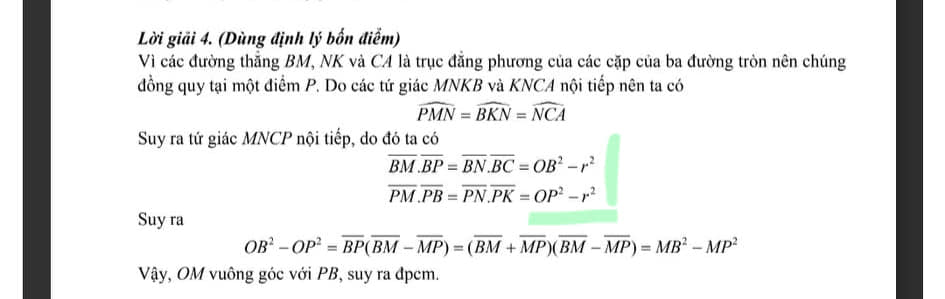 Lời giải 4. (Dùng định lý bốn điểm)
Vì các đường thẳng BM, NK và CA là trục đẳng phương của các cặp của ba đường tròn nên chúng
đồng quy tại một điểm P. Do các tứ giác MNKB và KNCA nội tiếp nên ta có
$\widehat{PMN} = \widehat{BKN} = \widehat{NCA}$
Suy ra tứ giác MNCP nội tiếp, do đó ta có
$\overline{BM}.\overline{BP} = \overline{BN}.\overline{BC} = OB^2 - r^2$
$\overline{PM}.\overline{PB} = \overline{PN}.\overline{PK} = OP^2 - r^2$
Suy ra
$OB^2 - OP^2 = \overline{BP}(\overline{BM} - \overline{MP}) = (\overline{BM} + \overline{MP})(\overline{BM} - \overline{MP}) = MB^2 - MP^2$
Vậy, OM vuông góc với PB, suy ra đpcm.